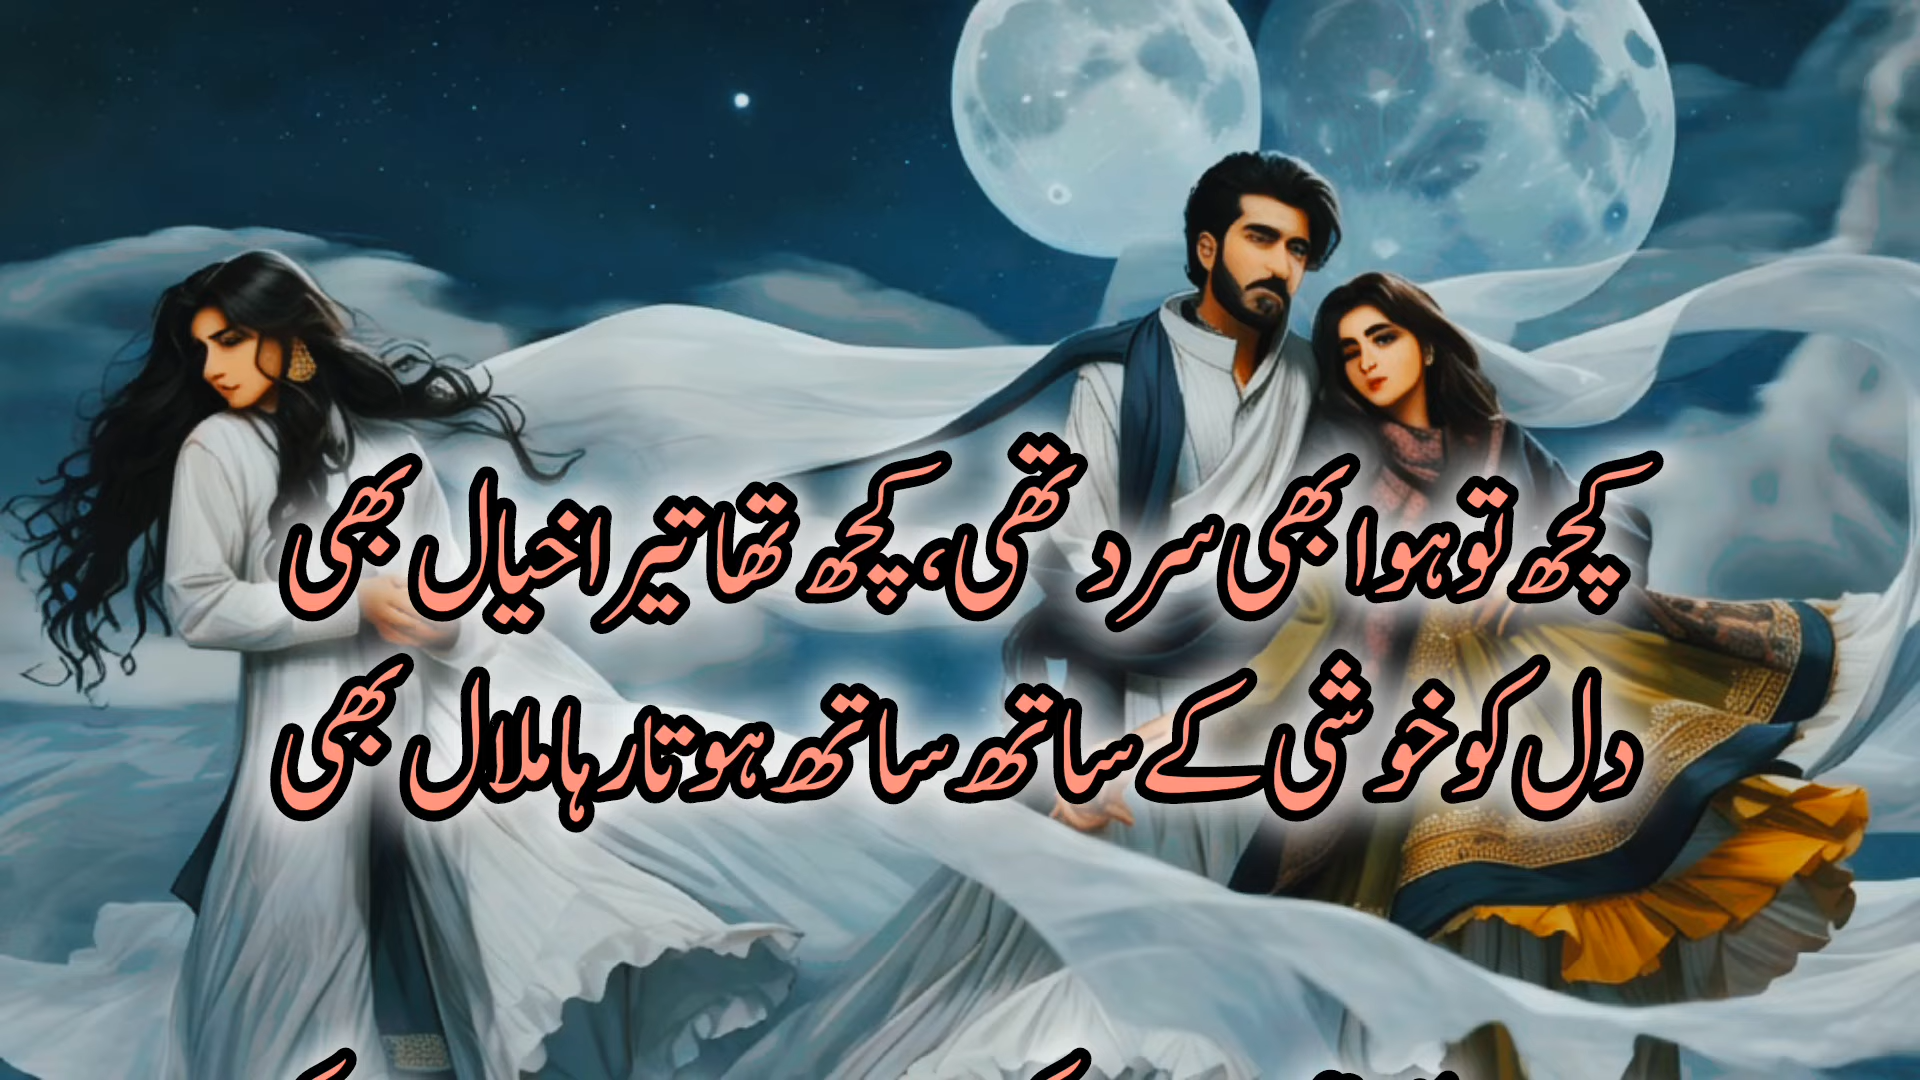 کچھ تو ہوا بھی سرد تھی، کچھ تھا تیرا خیال بھی
دل کو خوشی کے ساتھ ساتھ ہوتا رہا ملال بھی